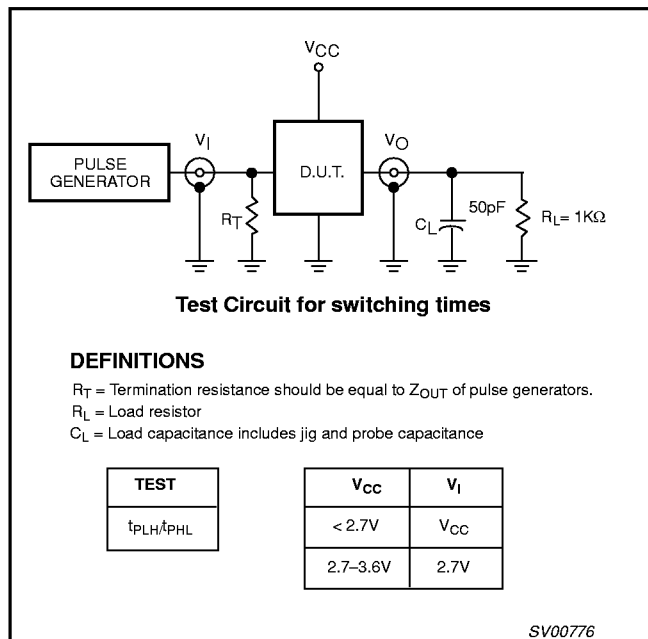 VCC
PULSE
GENERATOR
VI
D.U.T.
VO
RT
50pF
CL
RL= 1KΩ
Test Circuit for switching times
DEFINITIONS
RT = Termination resistance should be equal to ZOUT of pulse generators.
RL = Load resistor
CL = Load capacitance includes jig and probe capacitance
TEST
tPLH/tPHL
VCC VI
< 2.7V VCC
2.7–3.6V 2.7V
SV00776